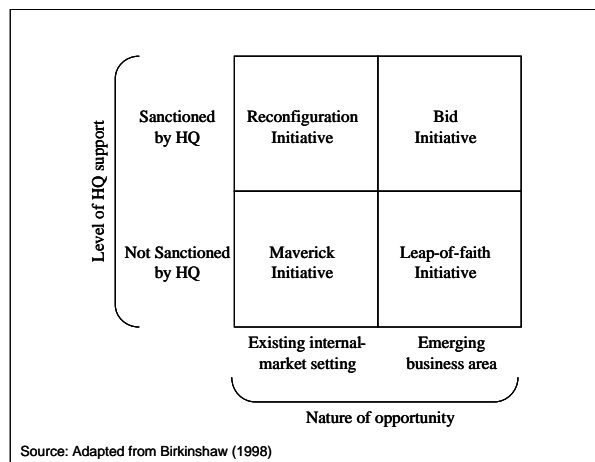 Level of HQ support
Sanctioned
by HQ
Reconfiguration
Initiative
Bid
Initiative
Not Sanctioned
by HQ
Maverick
Initiative
Leap-of-faith
Initiative
Existing internal-
market setting
Emerging
business area
Nature of opportunity
Source: Adapted from Birkinshaw (1998)